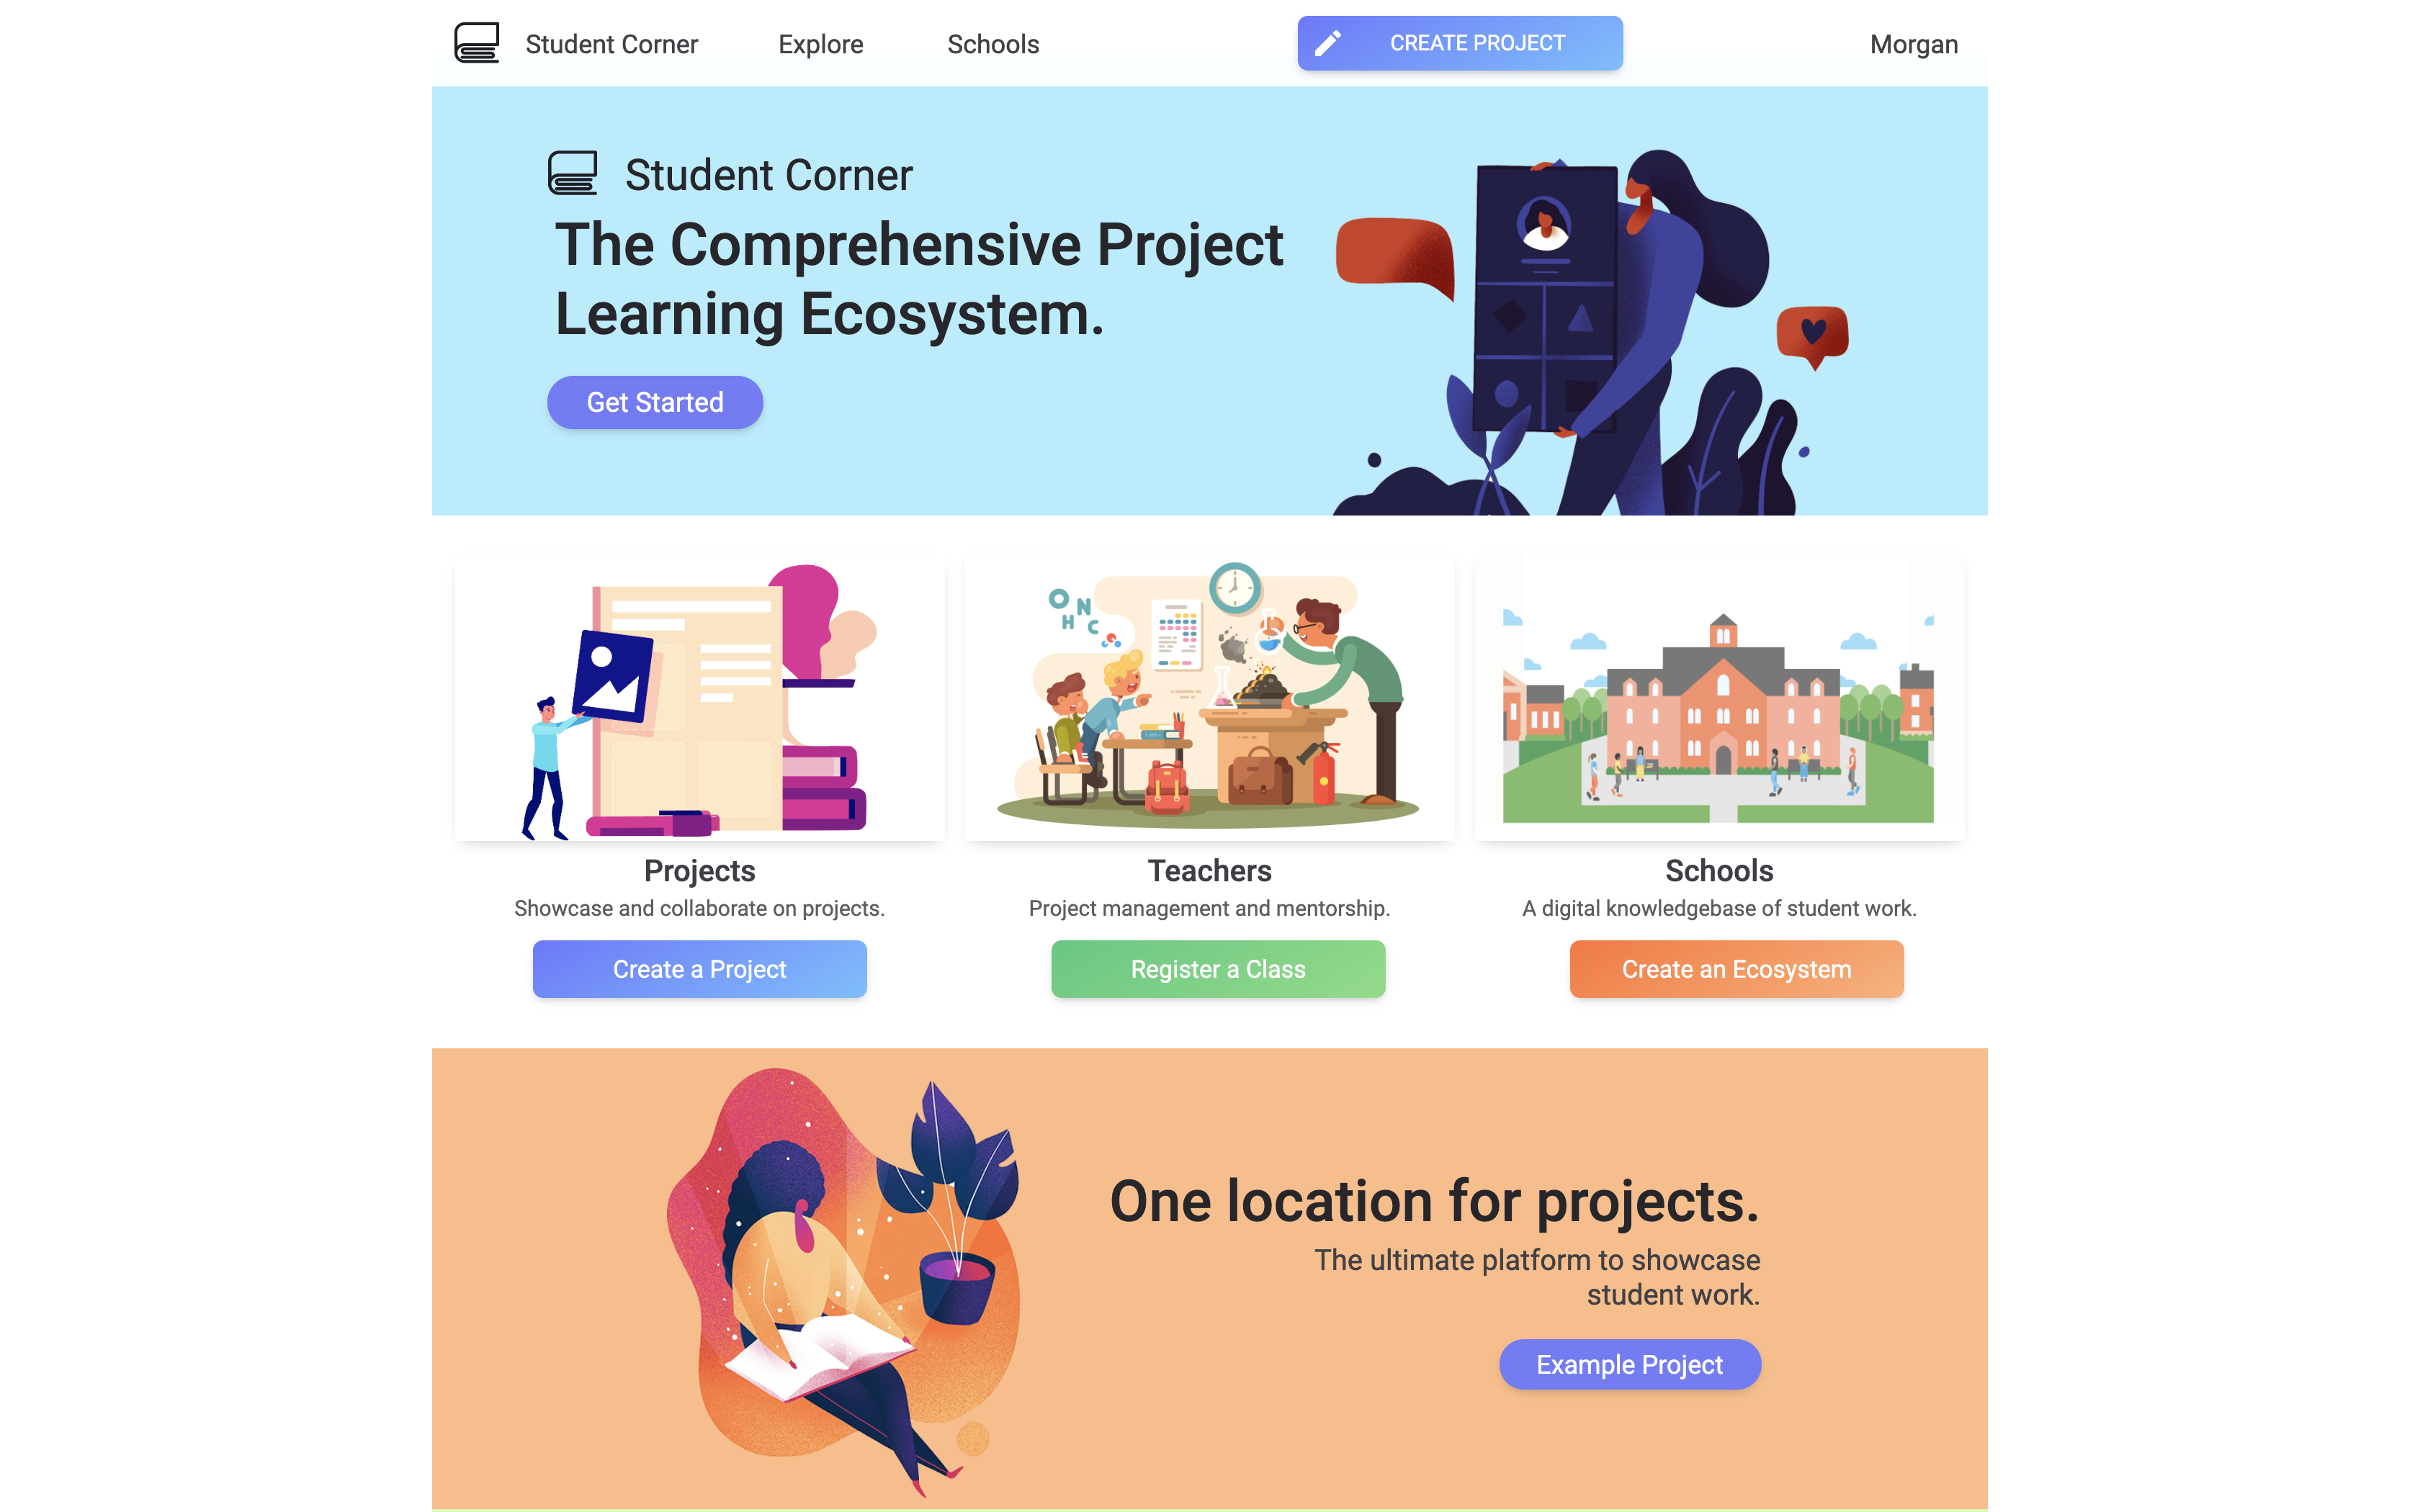 Student Corner
Explore
Schools
CREATE PROJECT
Morgan
Student Corner
The Comprehensive Project
Learning Ecosystem.
Get Started
O N
H C
Projects
Showcase and collaborate on projects.
Create a Project
Teachers
Project management and mentorship.
Register a Class
Schools
A digital knowledgebase of student work.
Create an Ecosystem
One location for projects.
The ultimate platform to showcase
student work.
Example Project